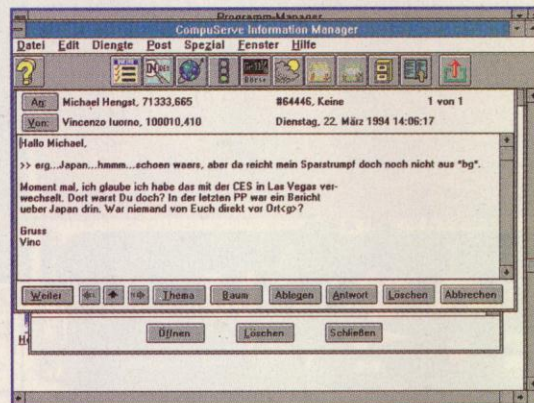 Programm-Manager
CompuServe Information Manager
Datei Edit Dienste Post Spezial Fenster Hilfe
?
Börse
An: Michael Hengst, 71333,665 #64446, Keine 1 von 1
Von: Vincenzo Iuorno, 100010,410 Dienstag, 22. März 1994 14:06:17
Hallo Michael,
>> erg...Japan...hmmm...schoen waers, aber da reicht mein Sparstrumpf doch noch nicht aus *bg*.
Moment mal, ich glaube ich habe das mit der CES in Las Vegas ver-
wechselt. Dort warst Du doch? In der letzten PP war ein Bericht
ueber Japan drin. War niemand von Euch direkt vor Ort<g>?
Gruss
Vinc
Weiter Thema Baum Ablegen Antwort Löschen Abbrechen
Öffnen Löschen Schließen